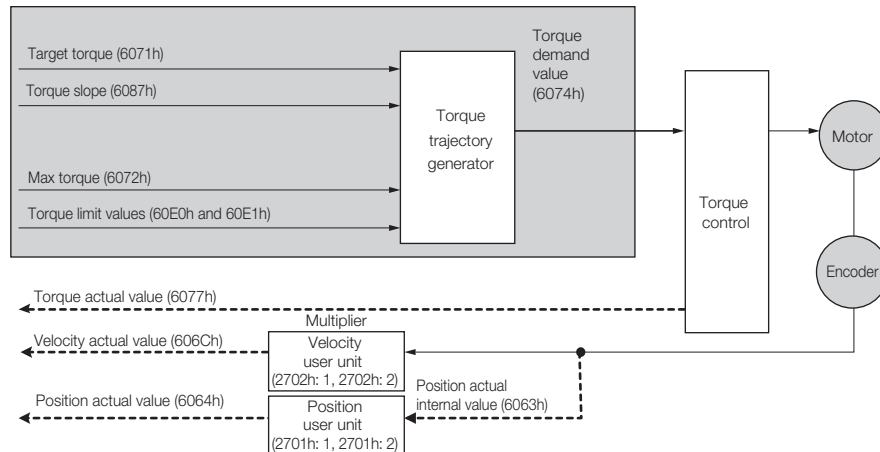 Target torque (6071h)
Torque slope (6087h)
Max torque (6072h)
Torque limit values (60E0h and 60E1h)
Torque
trajectory
generator
Torque
demand
value
(6074h)
Torque
control
Motor
Encoder
Torque actual value (6077h)
Multiplier
Velocity actual value (606Ch)
Velocity
user unit
(2702h: 1, 2702h: 2)
Position actual
internal value (6063h)
Position actual value (6064h)
Position
user unit
(2701h: 1, 2701h: 2)